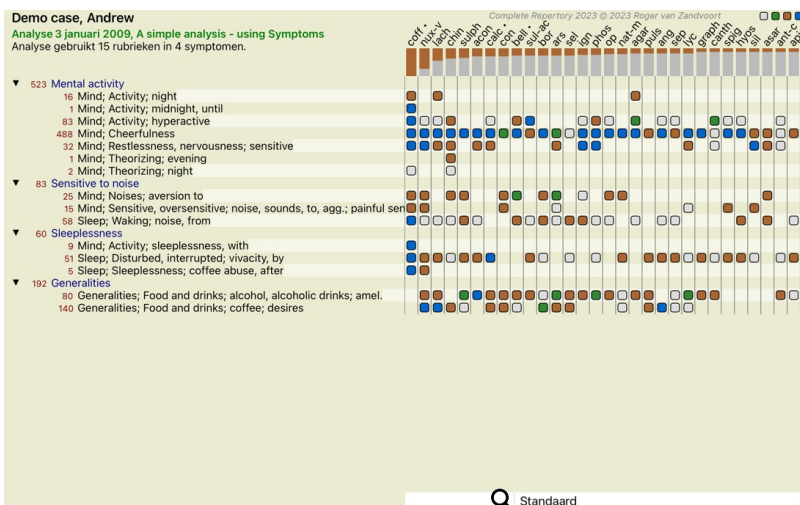 Demo case, Andrew
Complete Repertory 2023 © 2023 Roger van Zandvoort
Analyse 3 januari 2009, A simple analysis - using Symptoms
Analyse gebruikt 15 rubrieken in 4 symptomen.
coff · nux-v lach chin sulph acon calc · con bell · sul-ac bor ars sel ign phos op nat-m agar puls ang sep lyc graph canth spig hyos sil asar ant-c api
▼ 523 Mental activity
16 Mind; Activity; night
1 Mind; Activity; midnight, until
83 Mind; Activity; hyperactive
488 Mind; Cheerfulness
32 Mind; Restlessness, nervousness; sensitive
1 Mind; Theorizing; evening
2 Mind; Theorizing; night
▼ 83 Sensitive to noise
25 Mind; Noises; aversion to
15 Mind; Sensitive, oversensitive; noise, sounds, to, agg.; painful sen
58 Sleep; Waking; noise, from
▼ 60 Sleeplessness
9 Mind; Activity; sleeplessness, with
51 Sleep; Disturbed, interrupted; vivacity, by
5 Sleep; Sleeplessness; coffee abuse, after
▼ 192 Generalities
80 Generalities; Food and drinks; alcohol, alcoholic drinks; amel.
140 Generalities; Food and drinks; coffee; desires
Standaard